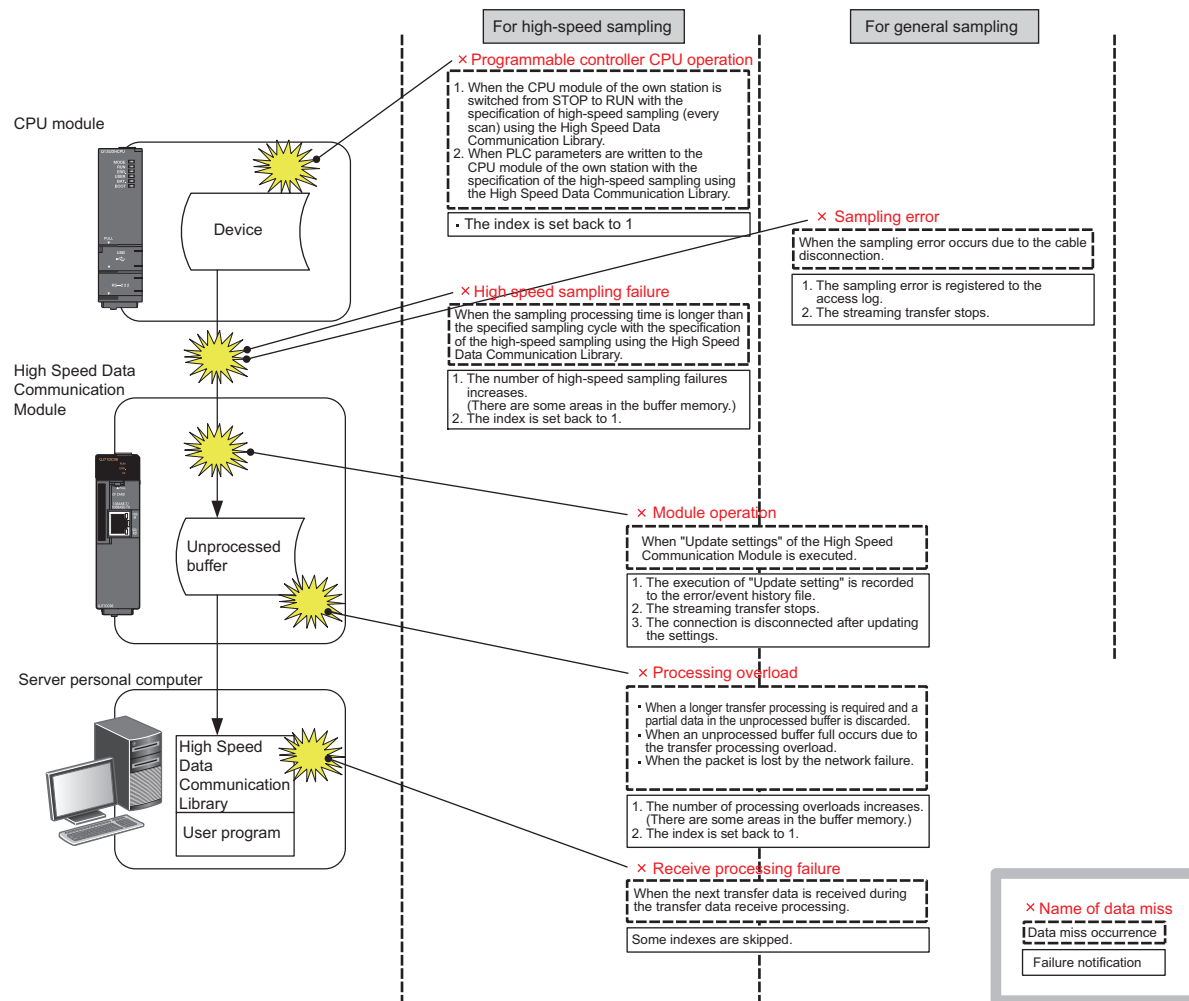 For high-speed sampling
For general sampling
× Programmable controller CPU operation
1. When the CPU module of the own station is
switched from STOP to RUN with the
specification of high-speed sampling (every
scan) using the High Speed Data
Communication Library.
2. When PLC parameters are written to the
CPU module of the own station with the
specification of the high-speed sampling using
the High Speed Data Communication Library.
▪ The index is set back to 1
CPU module
MODE
RUN
ERR.
USER
BAT.
BOOT
PULL
USB
RS-232
Device
× Sampling error
When the sampling error occurs due to the cable
disconnection.
1. The sampling error is registered to the
access log.
2. The streaming transfer stops.
× High speed sampling failure
When the sampling processing time is longer than
the specified sampling cycle with the specification
of the high-speed sampling using the High Speed
Data Communication Library.
1. The number of high-speed sampling failures
increases.
(There are some areas in the buffer memory.)
2. The index is set back to 1.
High Speed Data
Communication
Module
Unprocessed
buffer
× Module operation
When "Update settings" of the High Speed
Communication Module is executed.
1. The execution of "Update setting" is recorded
to the error/event history file.
2. The streaming transfer stops.
3. The connection is disconnected after updating
the settings.
× Processing overload
▪ When a longer transfer processing is required and a
partial data in the unprocessed buffer is discarded.
▪ When an unprocessed buffer full occurs due to
the transfer processing overload.
▪ When the packet is lost by the network failure.
1. The number of processing overloads increases.
(There are some areas in the buffer memory.)
2. The index is set back to 1.
Server personal computer
High Speed
Data
Communication
Library
User program
× Receive processing failure
When the next transfer data is received during
the transfer data receive processing.
Some indexes are skipped.
× Name of data miss
Data miss occurrence
Failure notification